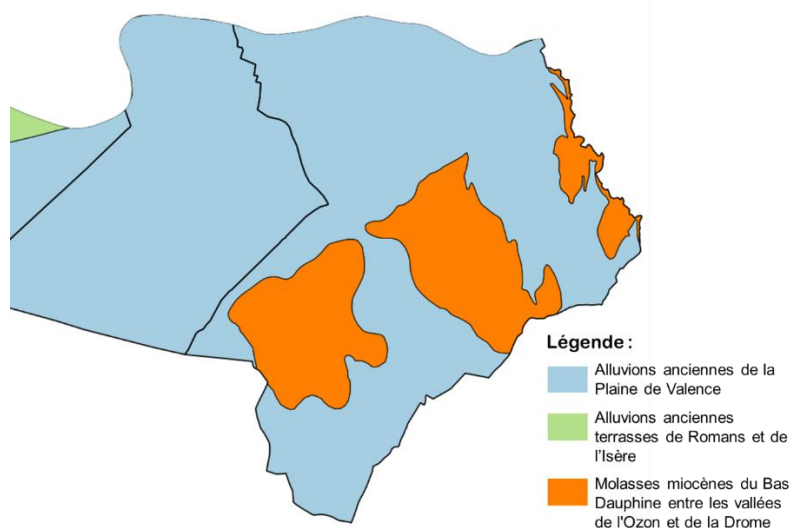 Légende :
Alluvions anciennes de la
Plaine de Valence
Alluvions anciennes
terrasses de Romans et de
l'Isère
Molasses miocènes du Bas
Dauphine entre les vallées
de l'Ozon et de la Drome